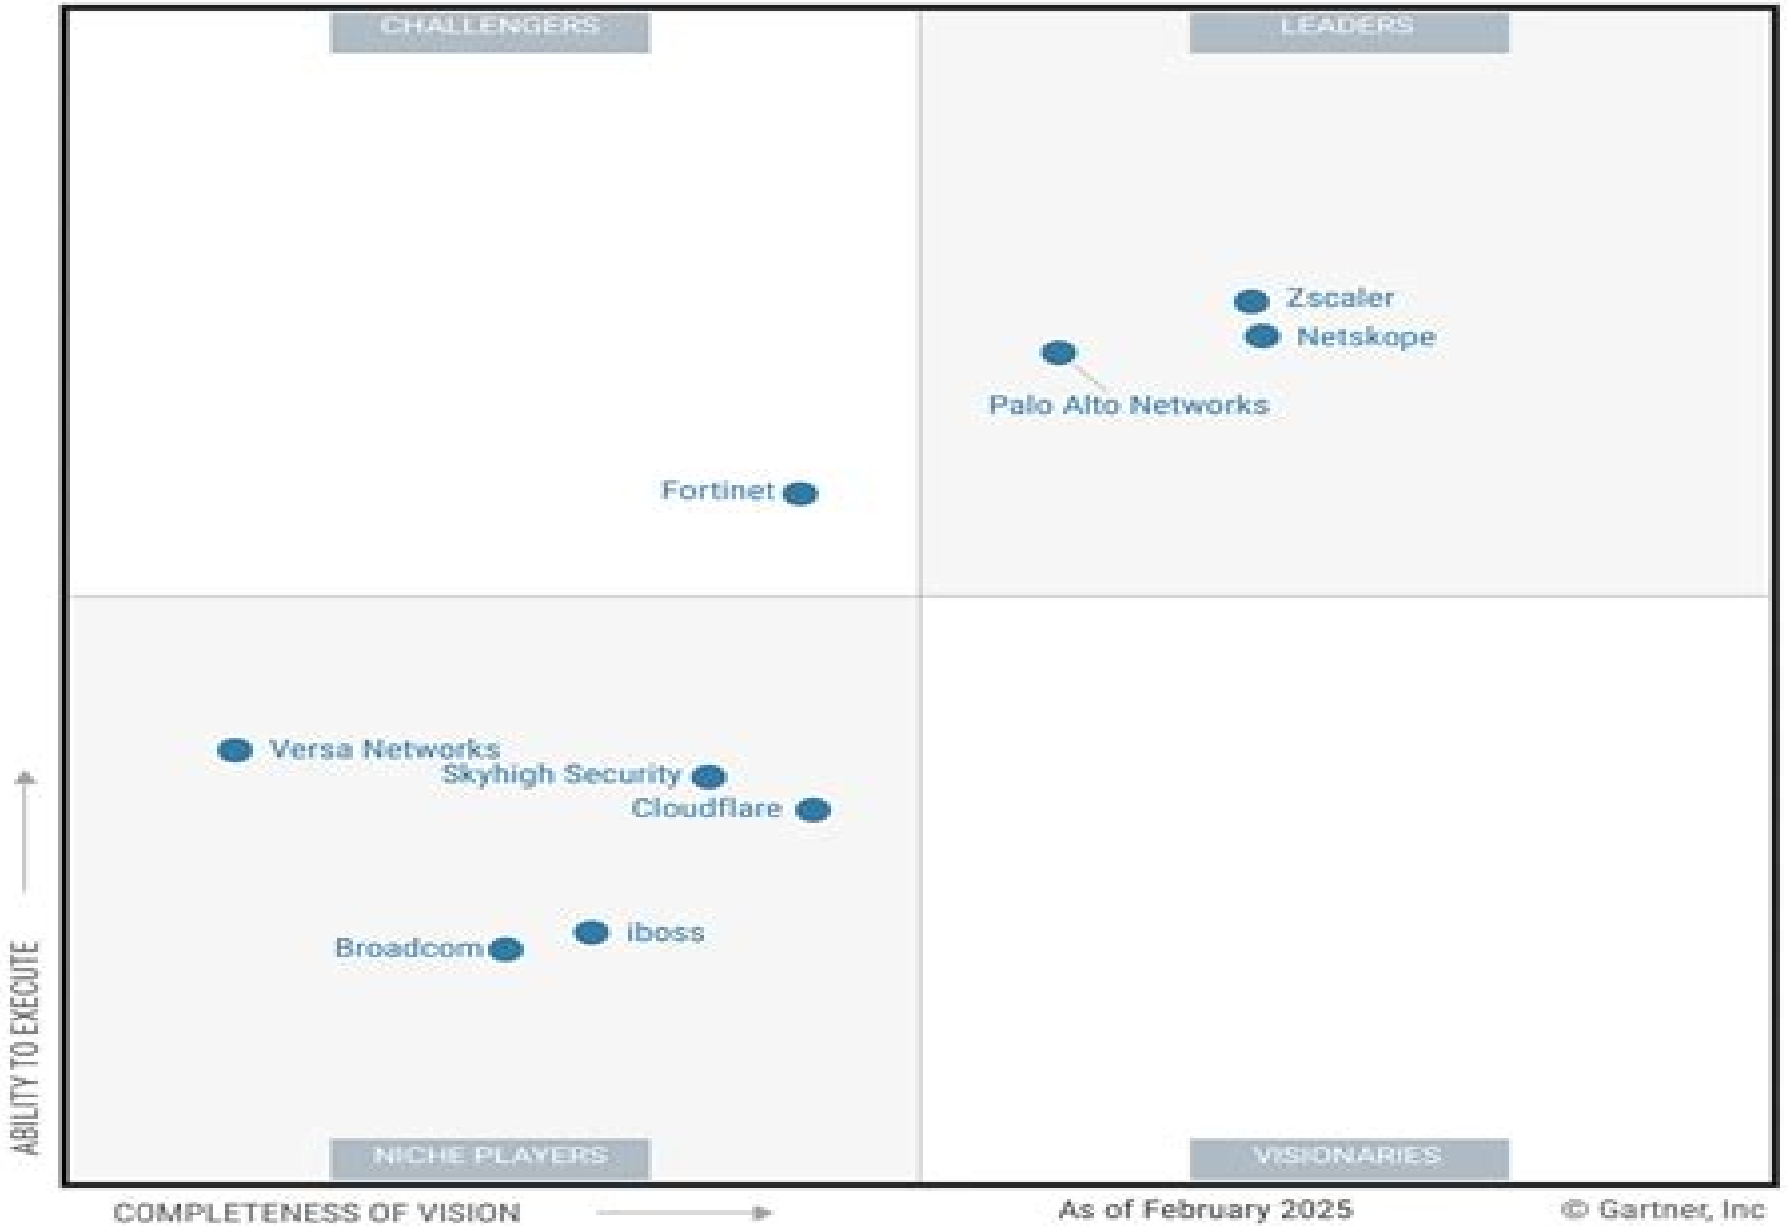 CHALLENGERS
LEADERS
Zscaler
Netskope
Palo Alto Networks
Fortinet
Versa Networks
Skyhigh Security
Cloudflare
iboss
Broadcom
ABILITY TO EXECUTE
NICHE PLAYERS
VISIONARIES
COMPLETENESS OF VISION
As of February 2025
© Gartner, Inc